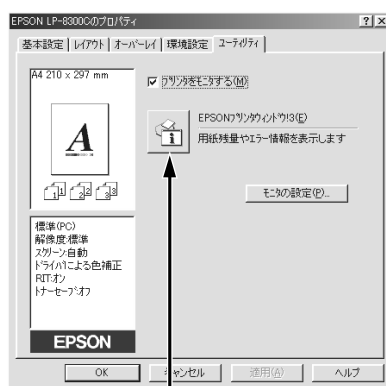 EPSON LP-8300Cのプロパティ
基本設定 レイアウト オーバーレイ 環境設定 ユーティリティ
A4 210 x 297 mm
A
1 1 2 2 3 3
標準(PC)
解像度:標準
スクリーン:自動
ドライバによる色補正
RIT:オン
トナーセーブ:オフ
EPSON
プリンタをモニタする(M)
EPSONプリンタウィンドウ!3(E)
用紙残量やエラー情報を表示します
モニタの設定(P)...
OK キャンセル 適用(A) ヘルプ